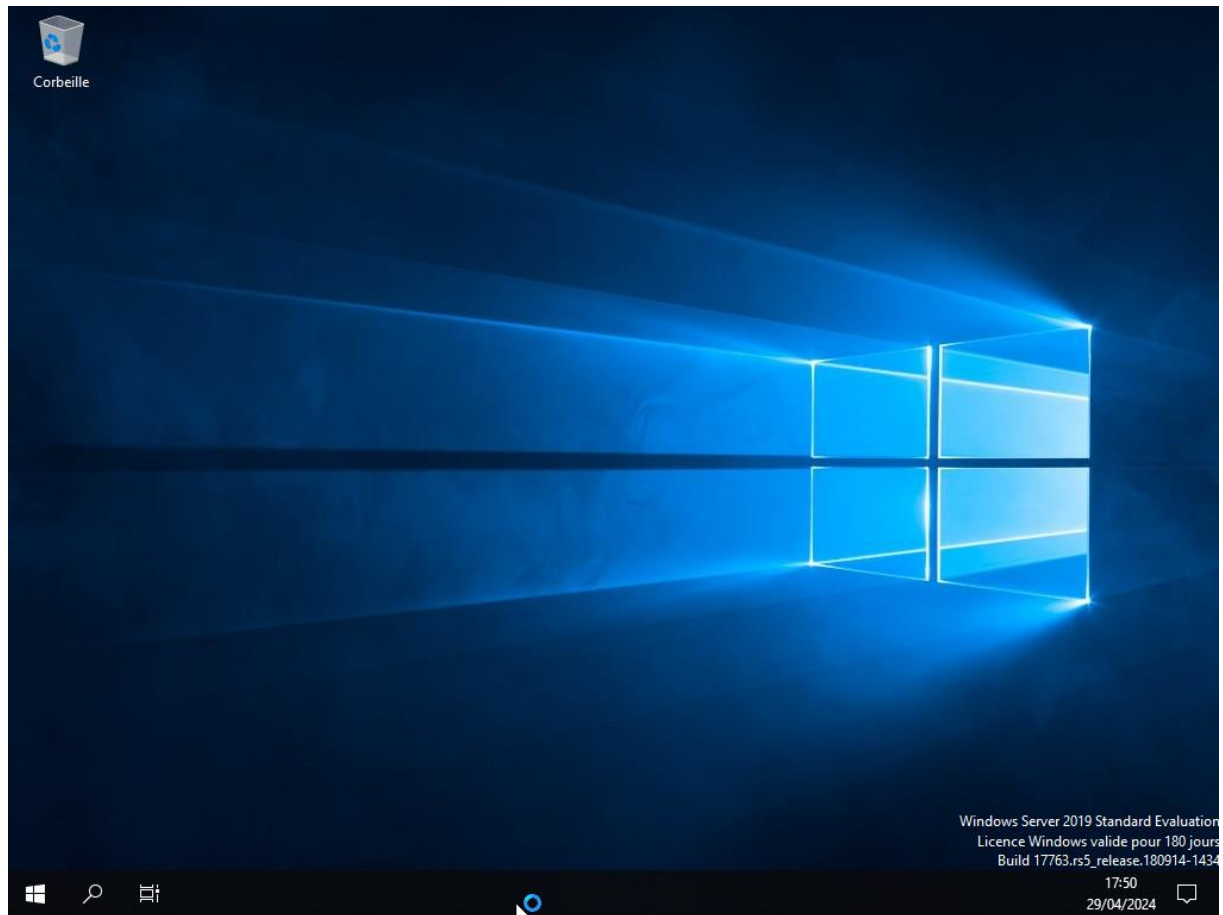 Corbeille
Windows Server 2019 Standard Evaluation
Licence Windows valide pour 180 jours
Build 17763.rs5_release.180914-1434
17:50
29/04/2024